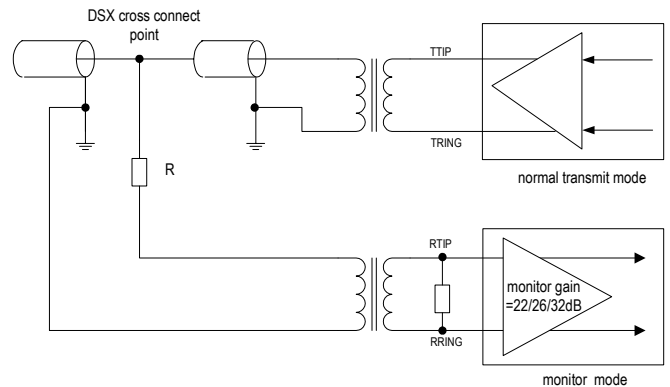 DSX cross connect
point
TTIP
TRING
normal transmit mode
R
RTIP
monitor gain
=22/26/32dB
RRING
monitor mode